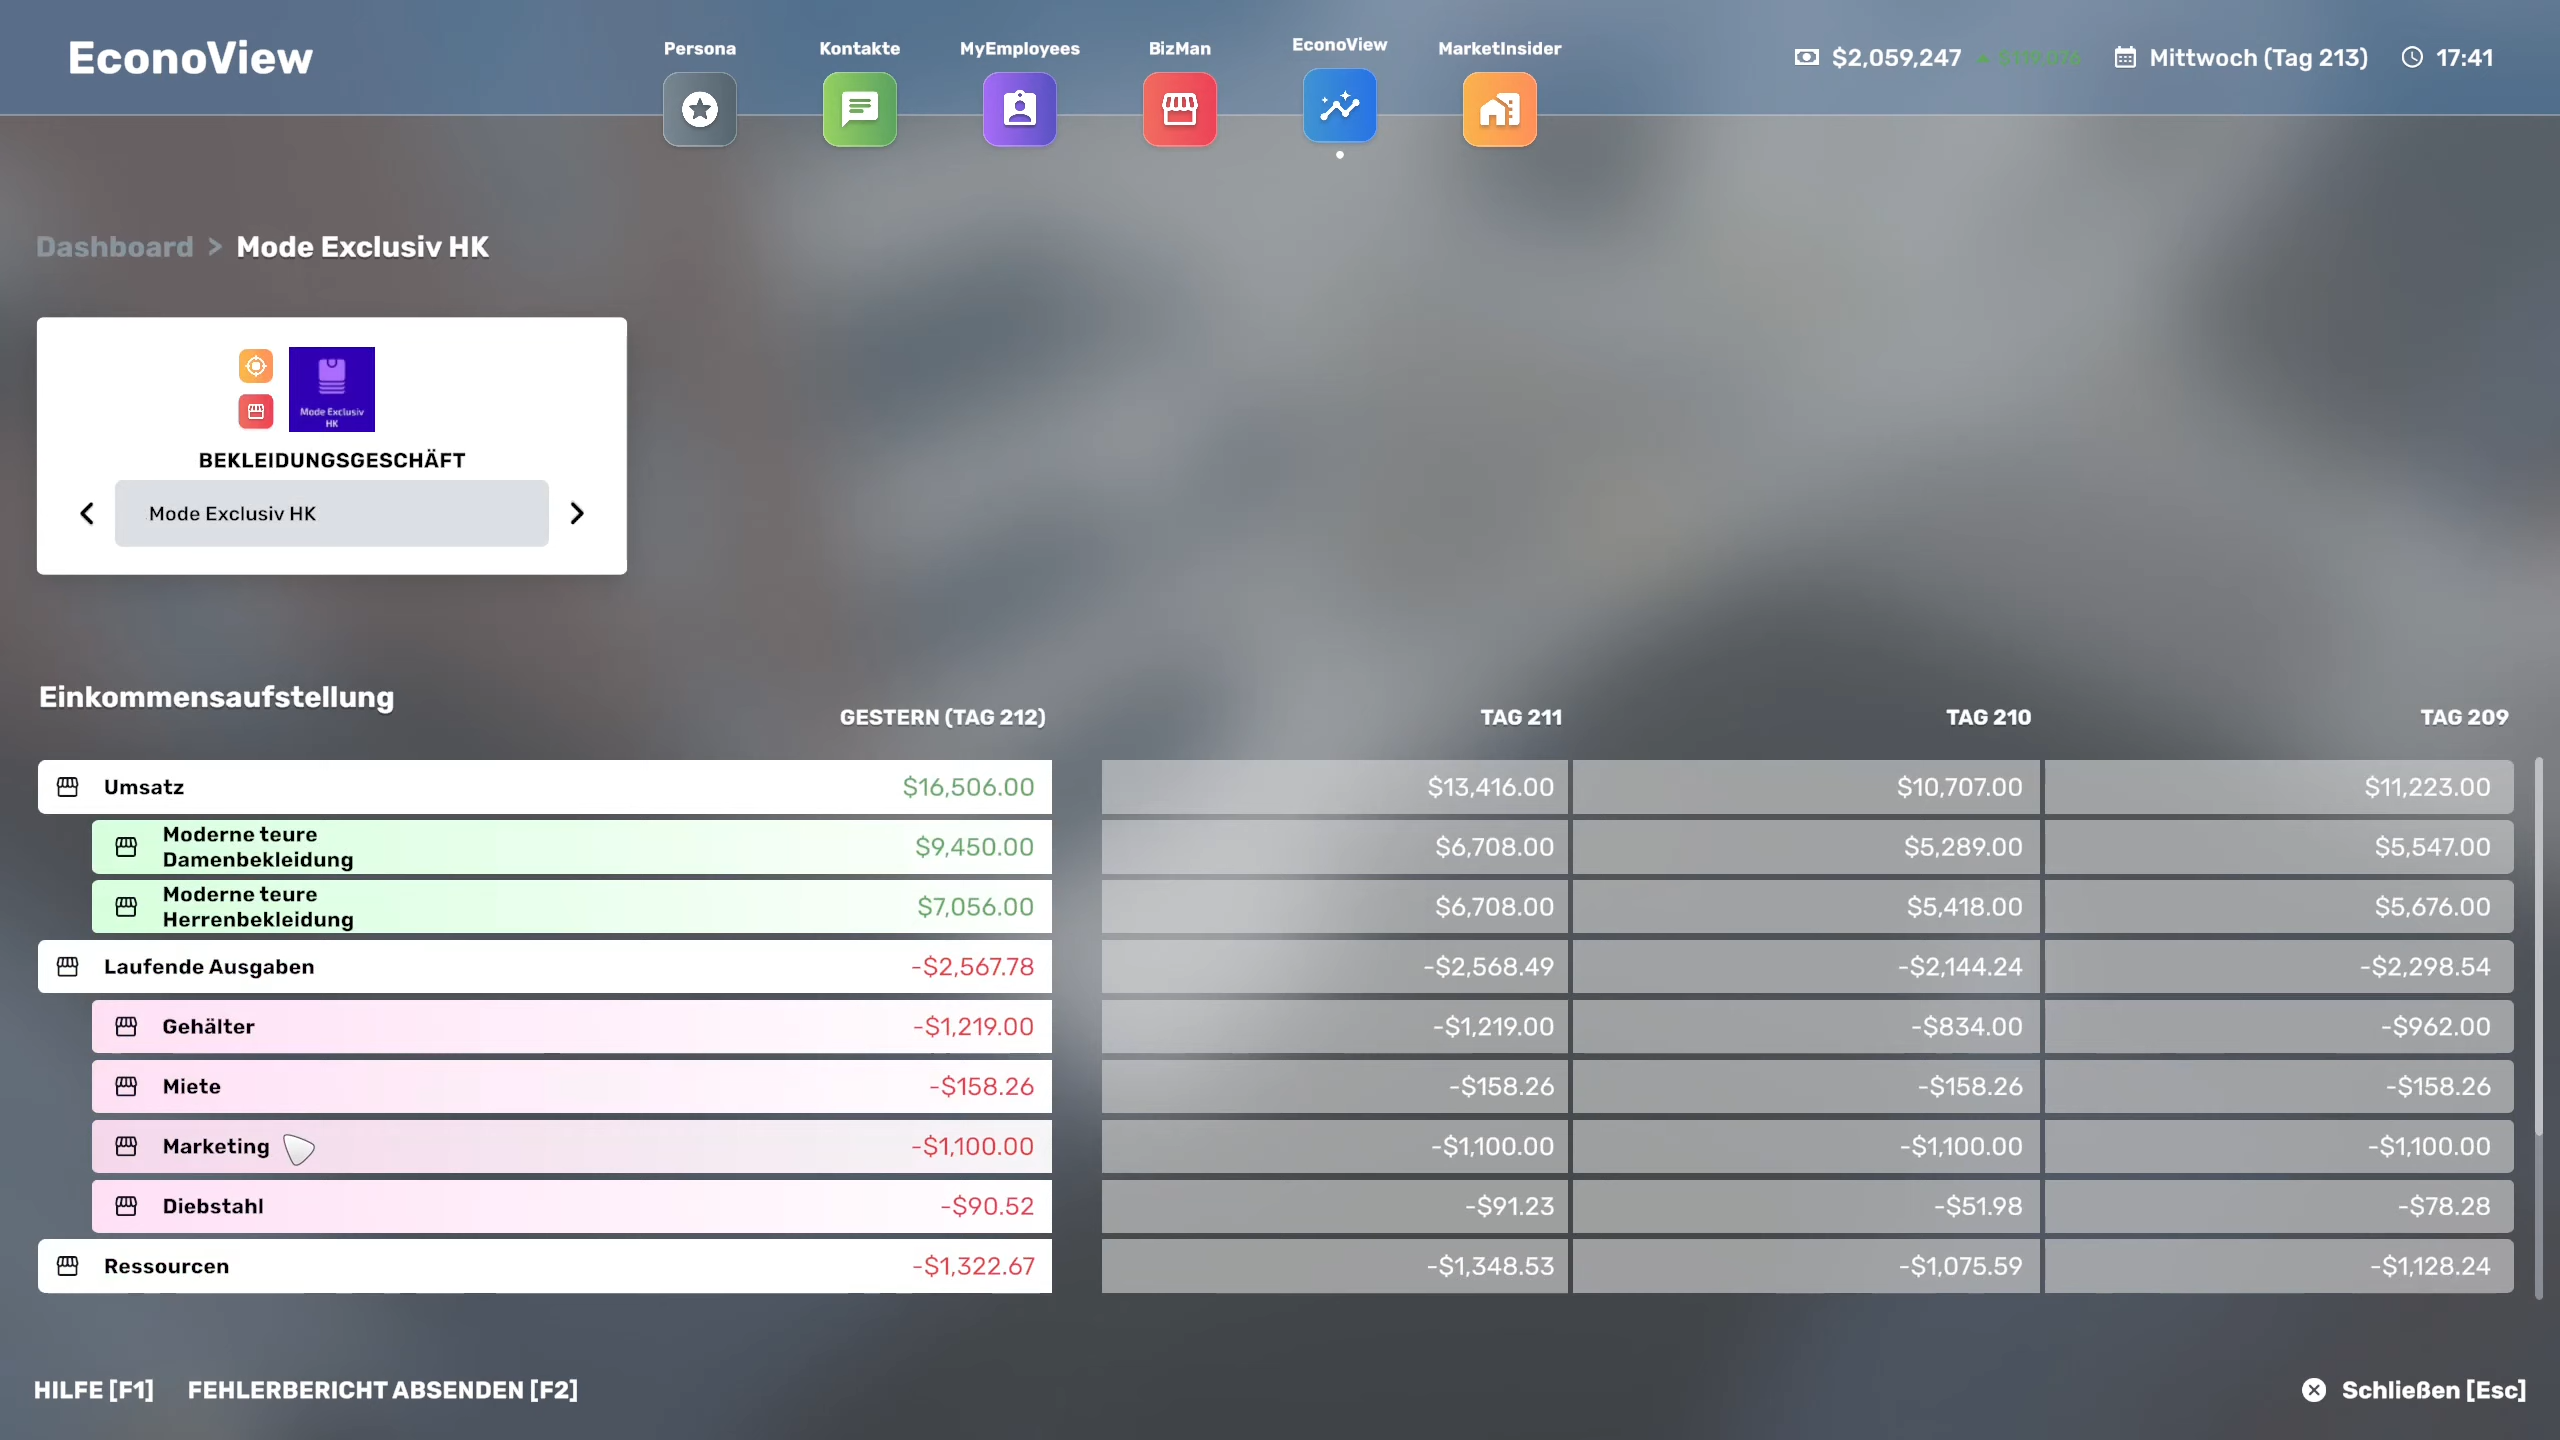 EconoView
Persona
Kontakte
MyEmployees
BizMan
EconoView
MarketInsider
$2,059,247
Mittwoch (Tag 213)
17:41
Dashboard > Mode Exclusiv HK
Mode Exclusiv
HK
BEKLEIDUNGSGESCHÄFT
Mode Exclusiv HK
Einkommensaufstellung
GESTERN (TAG 212) TAG 211 TAG 210 TAG 209
Umsatz $16,506.00 $13,416.00 $10,707.00 $11,223.00
Moderne teure
Damenbekleidung $9,450.00 $6,708.00 $5,289.00 $5,547.00
Moderne teure
Herrenbekleidung $7,056.00 $6,708.00 $5,418.00 $5,676.00
Laufende Ausgaben -$2,567.78 -$2,568.49 -$2,144.24 -$2,298.54
Gehälter -$1,219.00 -$1,219.00 -$834.00 -$962.00
Miete -$158.26 -$158.26 -$158.26 -$158.26
Marketing -$1,100.00 -$1,100.00 -$1,100.00 -$1,100.00
Diebstahl -$90.52 -$91.23 -$51.98 -$78.28
Ressourcen -$1,322.67 -$1,348.53 -$1,075.59 -$1,128.24
HILFE [F1] FEHLERBERICHT ABSENDEN [F2]
Schließen [Esc]